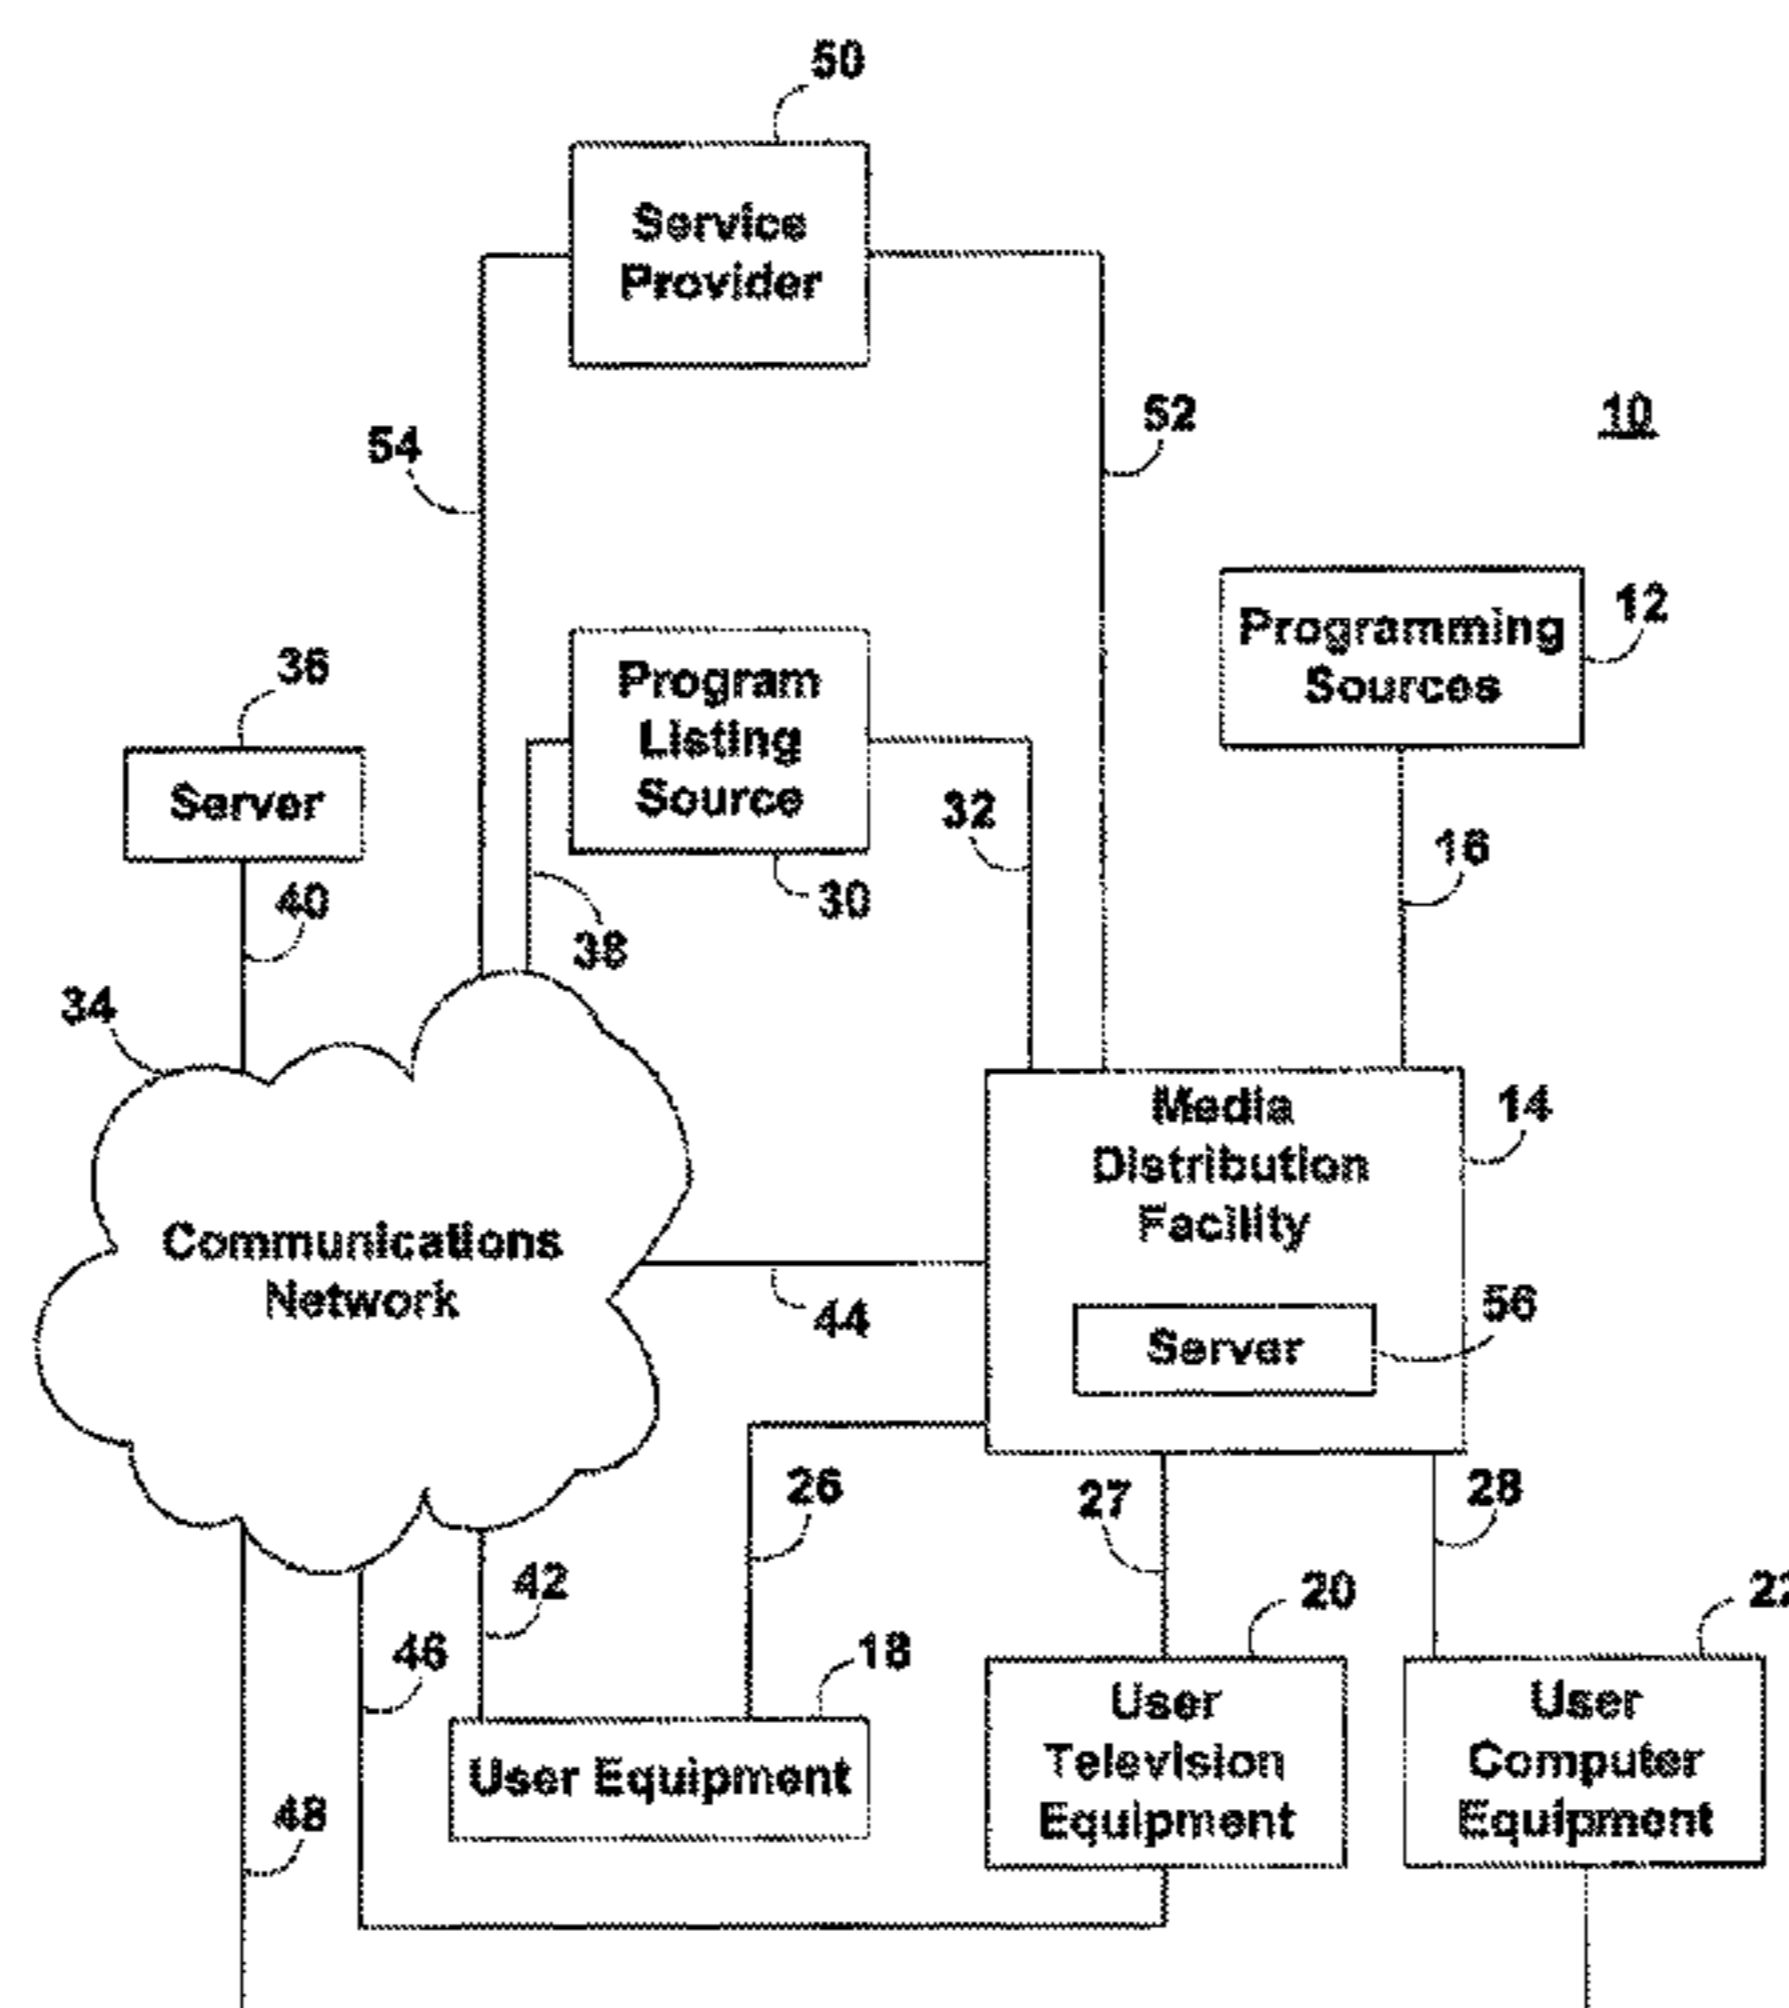 50
Service
Provider
54
52
10
Programming
Sources
12
36
Server
Program
Listing
Source
32
16
40
38
30
34
Media
Distribution
Facility
14
Communications
Network
44
Server
56
26
27
28
42
46
18
20
22
User Equipment
User
Television
Equipment
User
Computer
Equipment
48